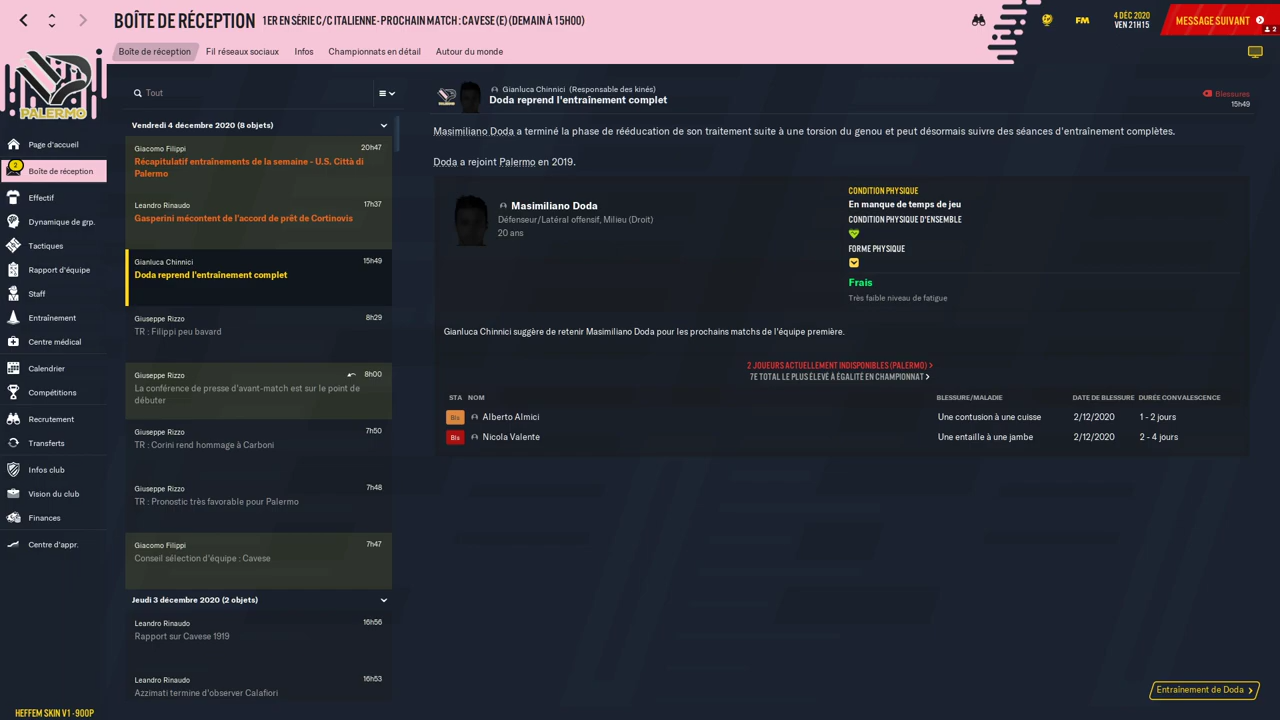 BOÎTE DE RÉCEPTION
1ER EN SÉRIE C/C ITALIENNE - PROCHAIN MATCH : CAVESE (E) (DEMAIN À 15H00)
FM
4 DÉC 2020
VEN 21H15
MESSAGE SUIVANT
2
Boîte de réception
Fil réseaux sociaux
Infos
Championnats en détail
Autour du monde
PALERMO
Page d'accueil
2
Boîte de réception
Effectif
Dynamique de grp.
Tactiques
Rapport d'équipe
Staff
Entraînement
Centre médical
Calendrier
Compétitions
Recrutement
Transferts
Infos club
Vision du club
Finances
Centre d'appr.
HEFFEM SKIN V1 - 900P
Tout
Vendredi 4 décembre 2020 (8 objets)
Giacomo Filippi 20h47
Récapitulatif entraînements de la semaine - U.S. Città di
Palermo
Leandro Rinaudo 17h37
Gasperini mécontent de l'accord de prêt de Cortinovis
Gianluca Chinnici 15h49
Doda reprend l'entraînement complet
Giuseppe Rizzo 8h29
TR : Filippi peu bavard
Giuseppe Rizzo 8h00
La conférence de presse d'avant-match est sur le point de
débuter
Giuseppe Rizzo 7h50
TR : Corini rend hommage à Carboni
Giuseppe Rizzo 7h48
TR : Pronostic très favorable pour Palermo
Giacomo Filippi 7h47
Conseil sélection d'équipe : Cavese
Jeudi 3 décembre 2020 (2 objets)
Leandro Rinaudo 16h56
Rapport sur Cavese 1919
Leandro Rinaudo 16h53
Azzimati termine d'observer Calafiori
Gianluca Chinnici (Responsable des kinés)
Doda reprend l'entraînement complet
Blessures
15h49
Masimiliano Doda a terminé la phase de rééducation de son traitement suite à une torsion du genou et peut désormais suivre des séances d'entraînement complètes.
Doda a rejoint Palermo en 2019.
Masimiliano Doda
Défenseur/Latéral offensif, Milieu (Droit)
20 ans
CONDITION PHYSIQUE
En manque de temps de jeu
CONDITION PHYSIQUE D'ENSEMBLE
FORME PHYSIQUE
Frais
Très faible niveau de fatigue
Gianluca Chinnici suggère de retenir Masimiliano Doda pour les prochains matchs de l'équipe première.
2 JOUEURS ACTUELLEMENT INDISPONIBLES (PALERMO)
7E TOTAL LE PLUS ÉLEVÉ À ÉGALITÉ EN CHAMPIONNAT
STA NOM BLESSURE/MALADIE DATE DE BLESSURE DURÉE CONVALESCENCE
Bls Alberto Almici Une contusion à une cuisse 2/12/2020 1 - 2 jours
Bls Nicola Valente Une entaille à une jambe 2/12/2020 2 - 4 jours
Entraînement de Doda